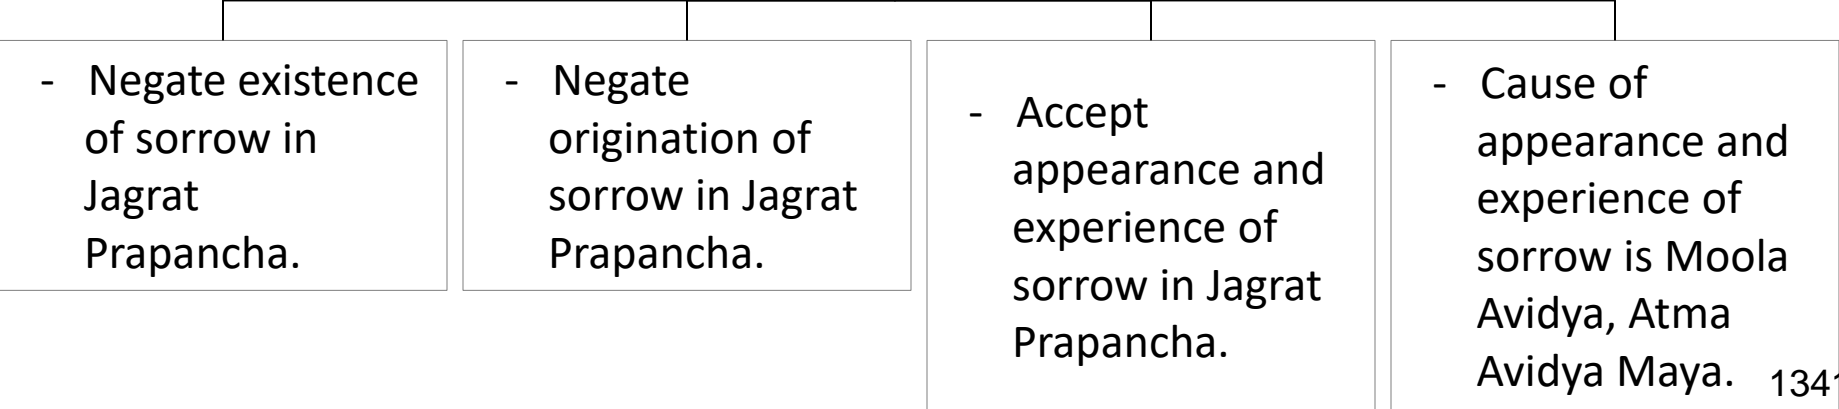 - Negate existence
of sorrow in
Jagrat
Prapancha.
- Negate
origination of
sorrow in Jagrat
Prapancha.
- Accept
appearance and
experience of
sorrow in Jagrat
Prapancha.
- Cause of
appearance and
experience of
sorrow is Moola
Avidya, Atma
Avidya Maya.
1341